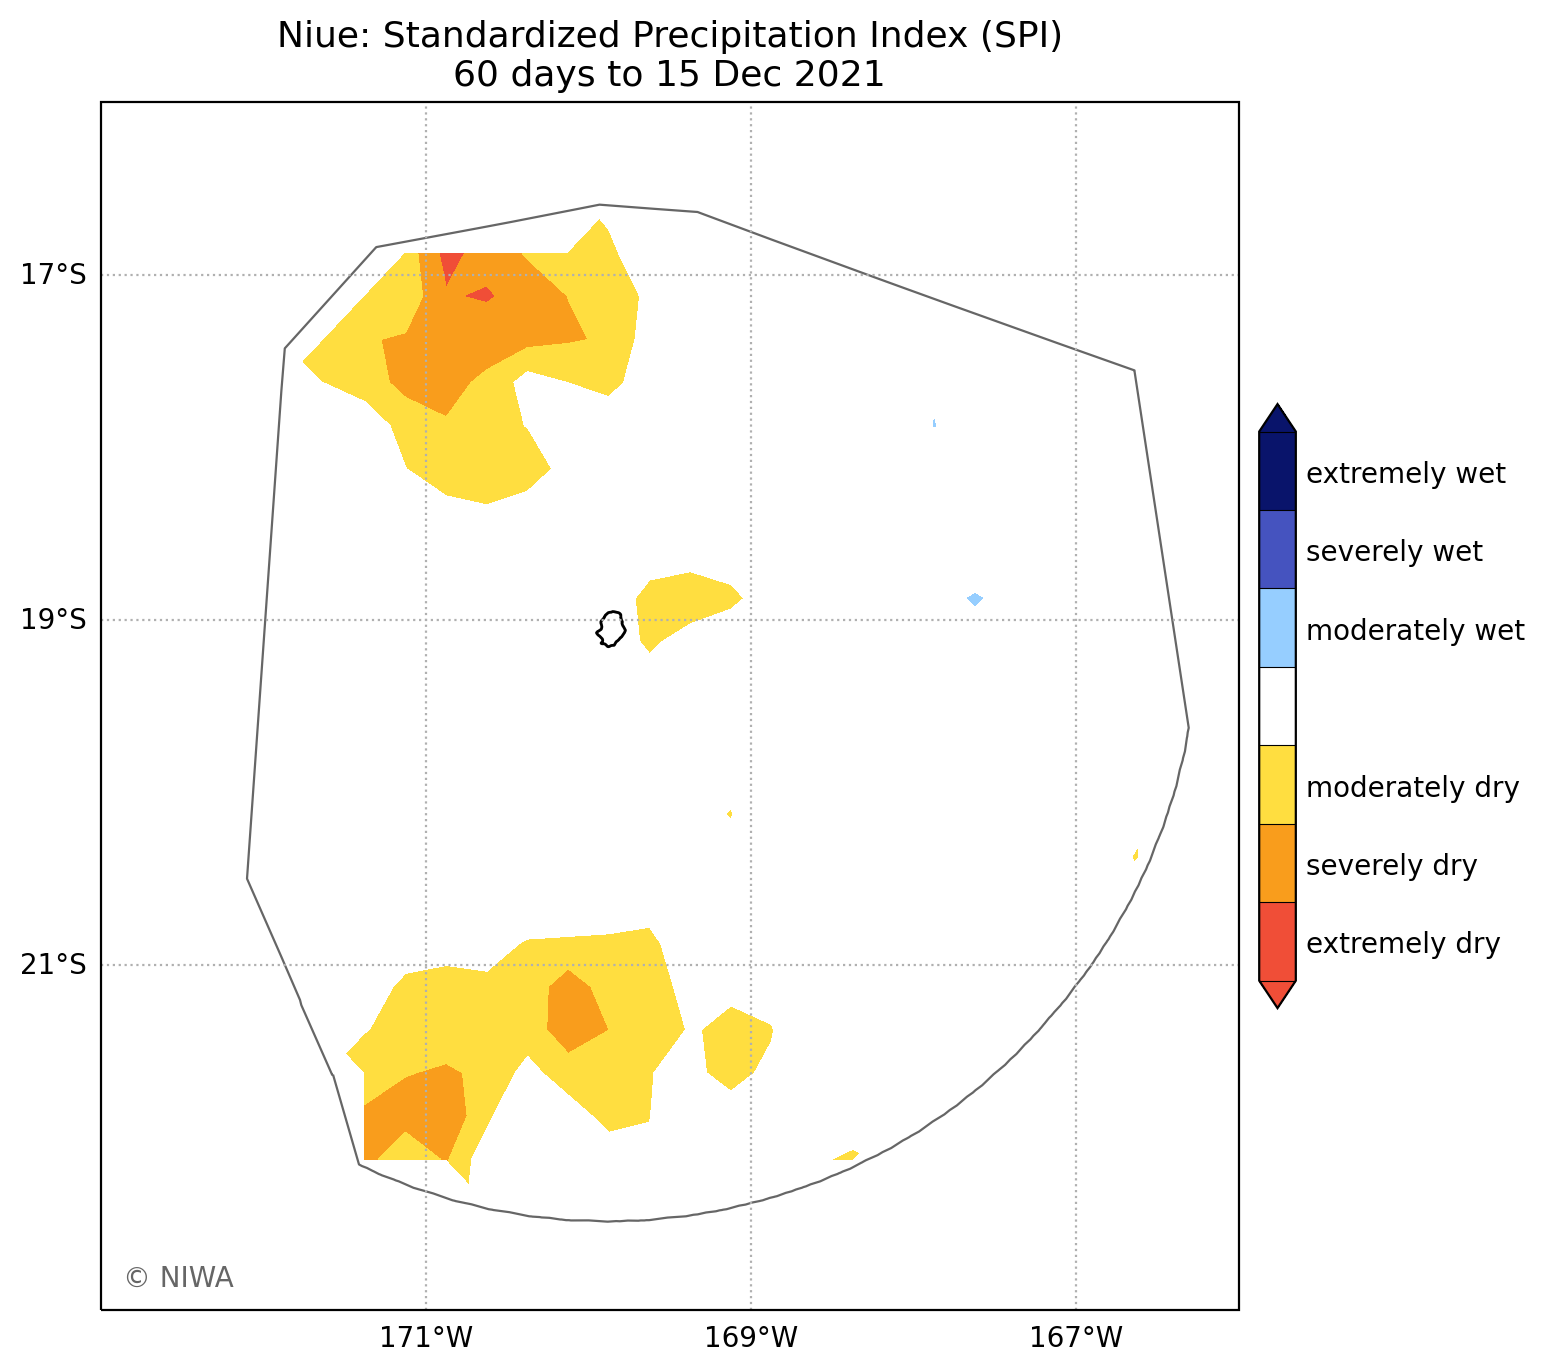 Niue: Standardized Precipitation Index (SPI)
60 days to 15 Dec 2021
17°S
19°S
21°S
171°W
169°W
167°W
extremely wet
severely wet
moderately wet
moderately dry
severely dry
extremely dry
© NIWA